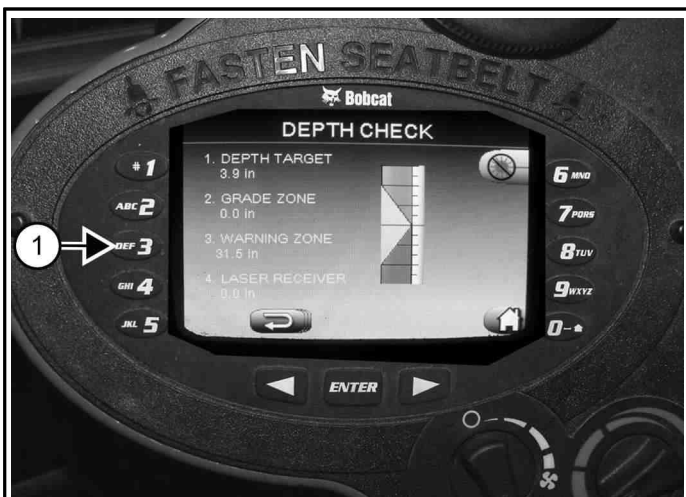 FASTEN SEATBELT
Bobcat
DEPTH CHECK
1. DEPTH TARGET
3.9 in
2. GRADE ZONE
0.0 in
3. WARNING ZONE
31.5 in
4. LASER RECEIVER
0.0 in
# 1
ABC 2
DEF 3
GHI 4
JKL 5
6 MNO
7 PQRS
8 TUV
9 WXYZ
0
ENTER
1